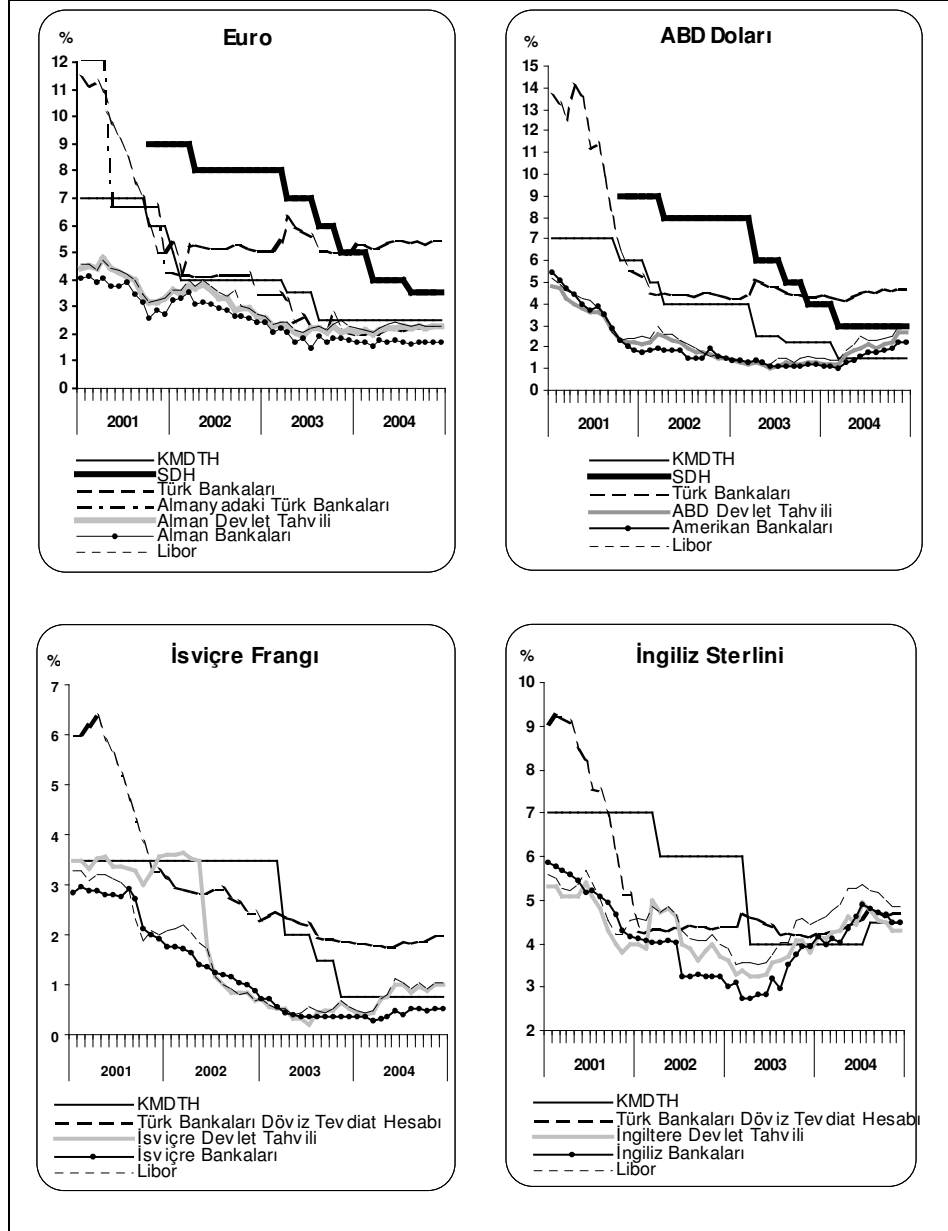 Euro
%
12
11
10
9
8
7
6
5
4
3
2
1
0
2001 2002 2003 2004
KMDTH
SDH
Türk Bankaları
Almanyadaki Türk Bankaları
Alman Devlet Tahvili
Alman Bankaları
Libor
ABD Doları
%
15
14
13
12
11
10
9
8
7
6
5
4
3
2
1
0
2001 2002 2003 2004
KMDTH
SDH
Türk Bankaları
ABD Devlet Tahvili
Amerikan Bankaları
Libor
İsviçre Frangı
%
7
6
5
4
3
2
1
0
2001 2002 2003 2004
KMDTH
Türk Bankaları Döviz Tevdiat Hesabı
İsviçre Devlet Tahvili
İsviçre Bankaları
Libor
İngiliz Sterlini
%
10
9
8
7
6
5
4
3
2
2001 2002 2003 2004
KMDTH
Türk Bankaları Döviz Tevdiat Hesabı
İngiltere Devlet Tahvili
İngiliz Bankaları
Libor